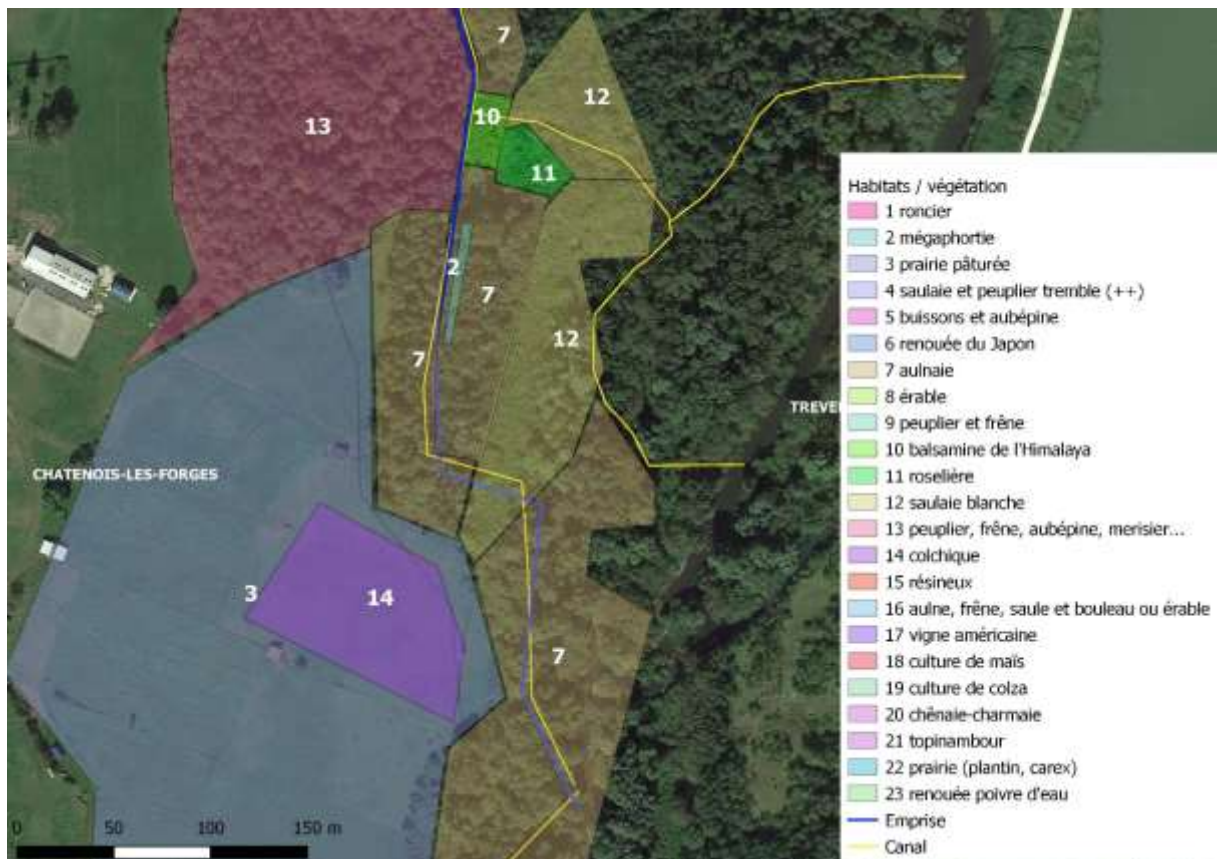 7
12
10
13
11
2
7
7
12
TREVE
CHATENOIS-LES-FORGES
3
14
7
0 50 100 150 m
Habitats / végétation
1 roncier
2 mégaphortie
3 prairie pâturée
4 saulaie et peuplier tremble (++)
5 buissons et aubépine
6 renouée du Japon
7 aulnaie
8 érable
9 peuplier et frêne
10 balsamine de l'Himalaya
11 roselière
12 saulaie blanche
13 peuplier, frêne, aubépine, merisier...
14 colchique
15 résineux
16 aulne, frêne, saule et bouleau ou érable
17 vigne américaine
18 culture de maïs
19 culture de colza
20 chênaie-charmaie
21 topinambour
22 prairie (plantin, carex)
23 renouée poivre d'eau
Emprise
Canal